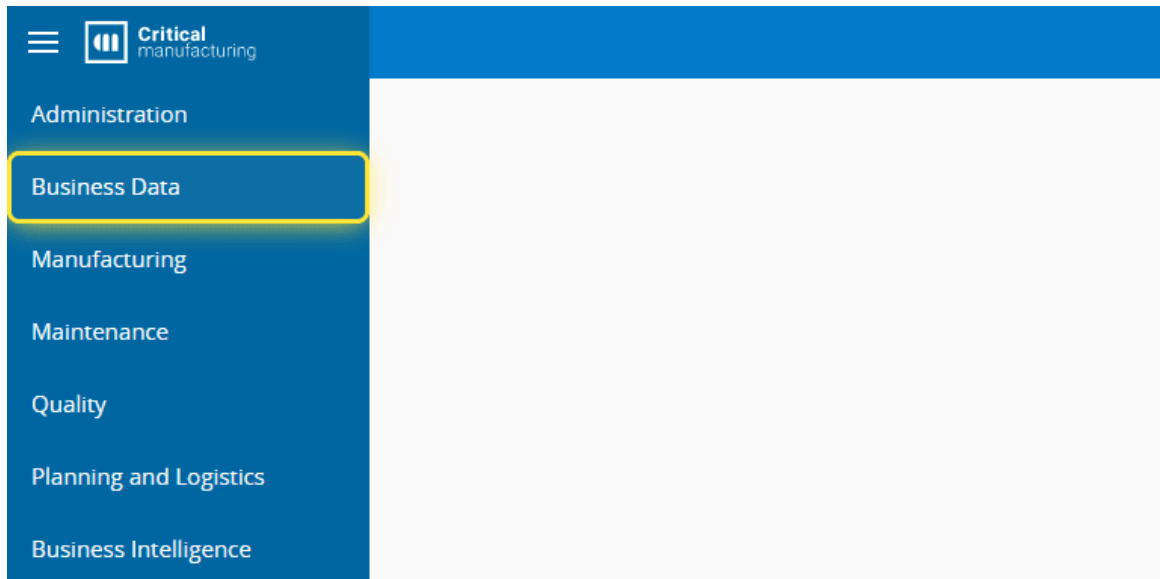 Critical
manufacturing
Administration
Business Data
Manufacturing
Maintenance
Quality
Planning and Logistics
Business Intelligence